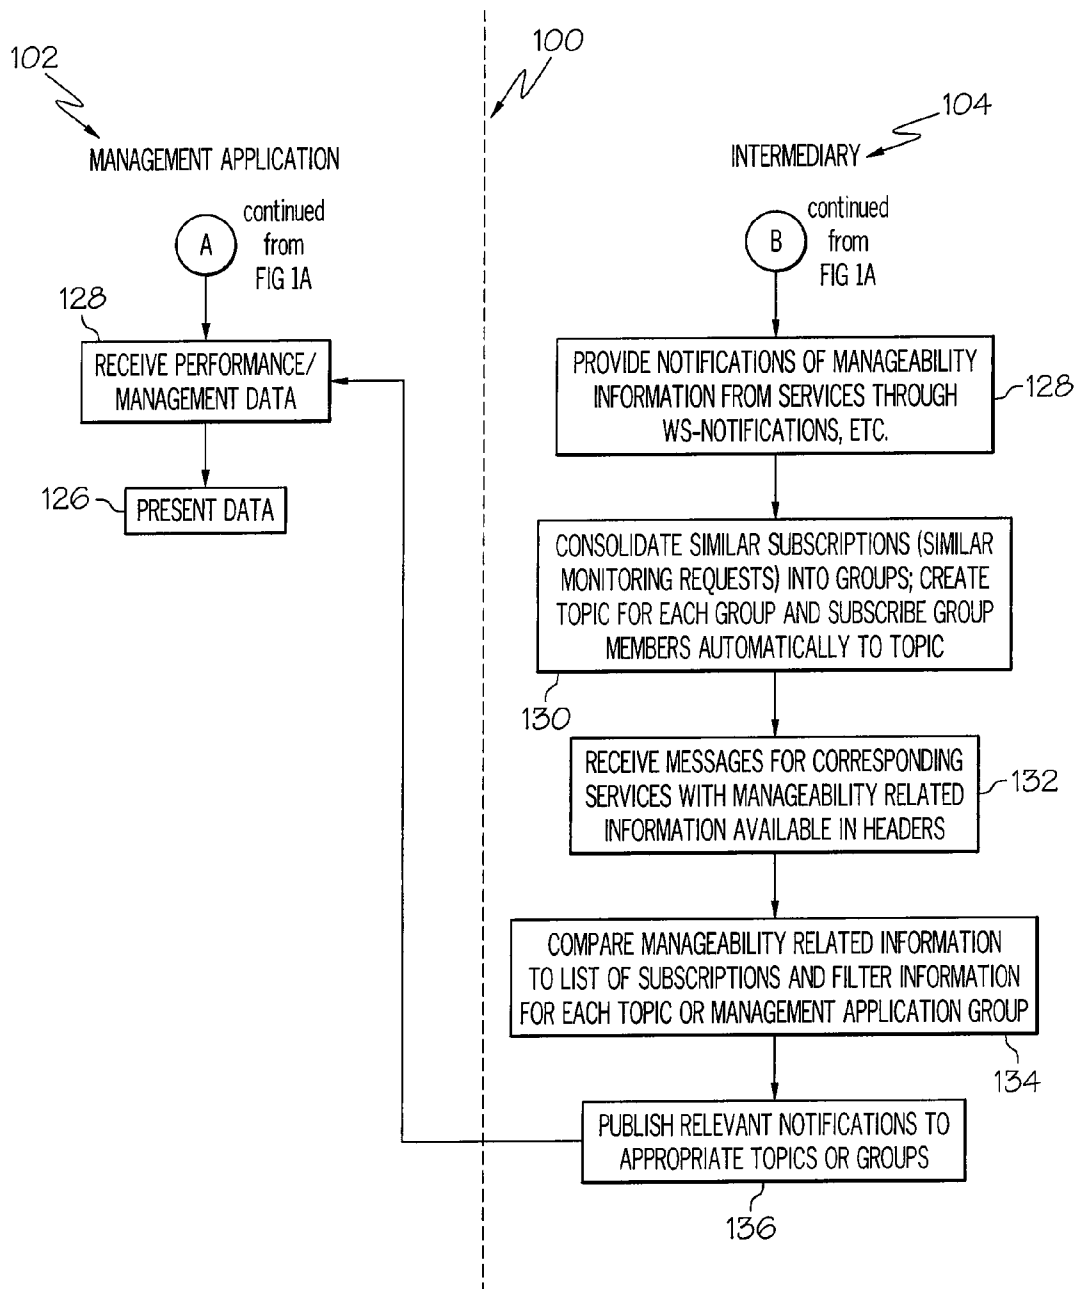 100
102
MANAGEMENT APPLICATION
A
continued
from
FIG 1A
128
RECEIVE PERFORMANCE/
MANAGEMENT DATA
126
PRESENT DATA
104
INTERMEDIARY
B
continued
from
FIG 1A
PROVIDE NOTIFICATIONS OF MANAGEABILITY
INFORMATION FROM SERVICES THROUGH
WS-NOTIFICATIONS, ETC.
128
CONSOLIDATE SIMILAR SUBSCRIPTIONS (SIMILAR
MONITORING REQUESTS) INTO GROUPS; CREATE
TOPIC FOR EACH GROUP AND SUBSCRIBE GROUP
MEMBERS AUTOMATICALLY TO TOPIC
130
RECEIVE MESSAGES FOR CORRESPONDING
SERVICES WITH MANAGEABILITY RELATED
INFORMATION AVAILABLE IN HEADERS
132
COMPARE MANAGEABILITY RELATED INFORMATION
TO LIST OF SUBSCRIPTIONS AND FILTER INFORMATION
FOR EACH TOPIC OR MANAGEMENT APPLICATION GROUP
134
PUBLISH RELEVANT NOTIFICATIONS TO
APPROPRIATE TOPICS OR GROUPS
136